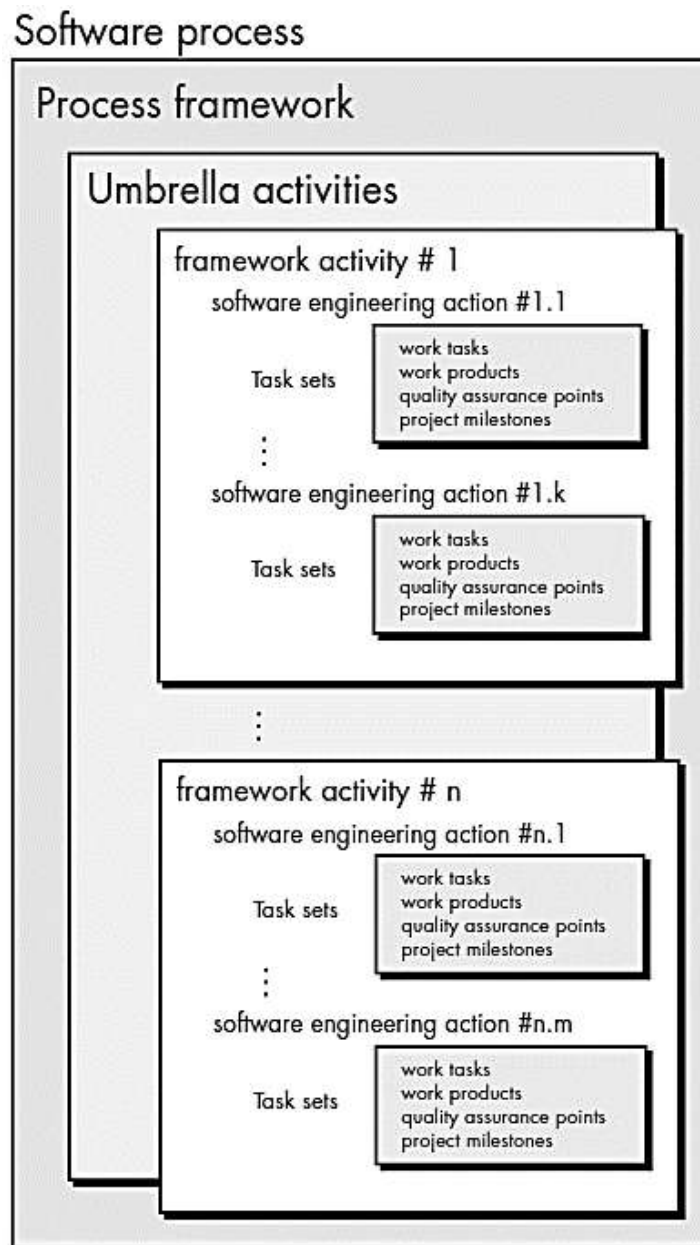 Software process
Process framework
Umbrella activities
framework activity # 1
software engineering action #1.1
Task sets
work tasks
work products
quality assurance points
project milestones
software engineering action #1.k
Task sets
work tasks
work products
quality assurance points
project milestones
framework activity # n
software engineering action #n.1
Task sets
work tasks
work products
quality assurance points
project milestones
software engineering action #n.m
Task sets
work tasks
work products
quality assurance points
project milestones